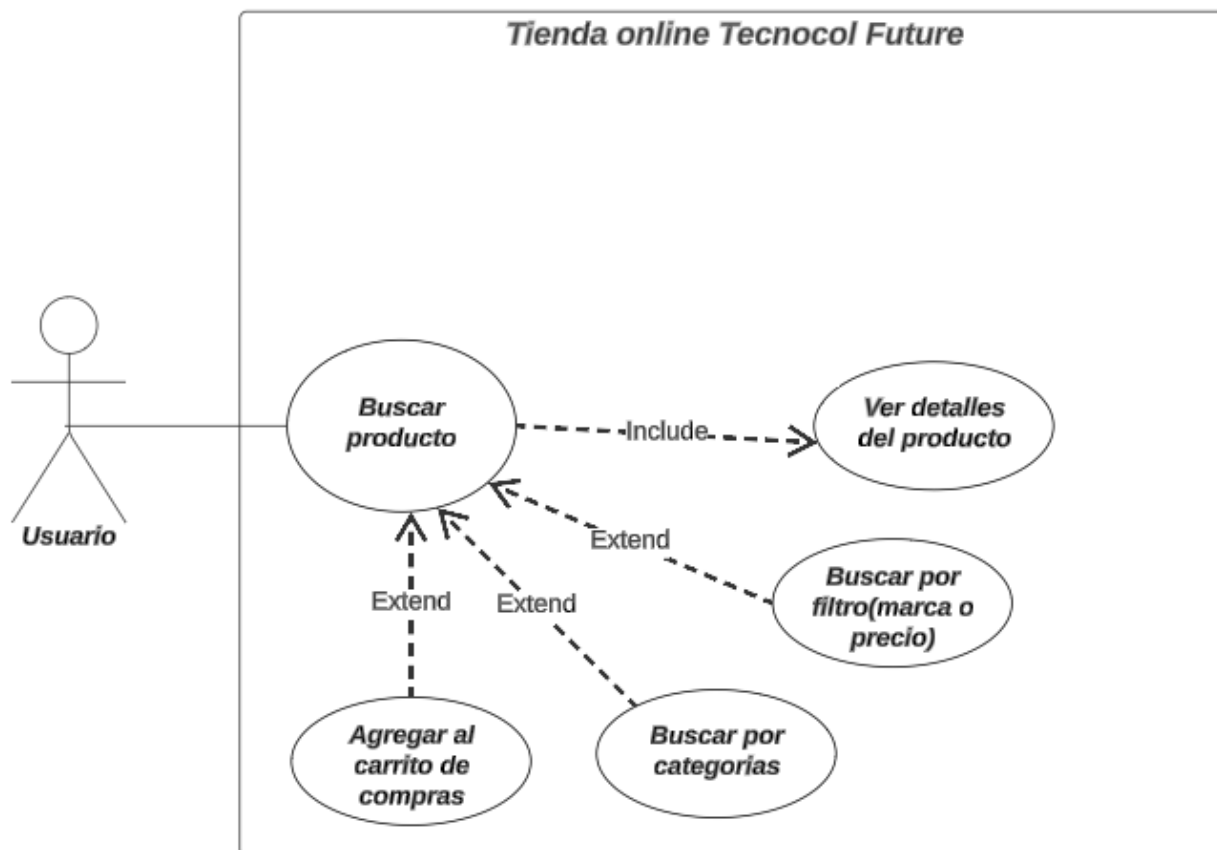 Tienda online Tecnocol Future
Buscar
producto
Include
Ver detalles
del producto
Usuario
Extend
Buscar por
filtro(marca o
precio)
Extend
Extend
Agregar al
carrito de
compras
Buscar por
categorias